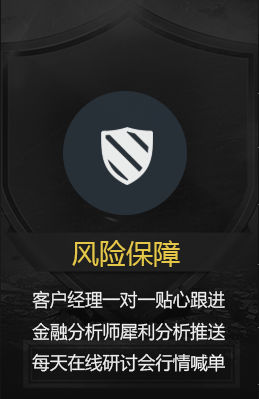 风险保障
客户经理一对一贴心跟进
金融分析师犀利分析推送
每天在线研讨会行情喊单